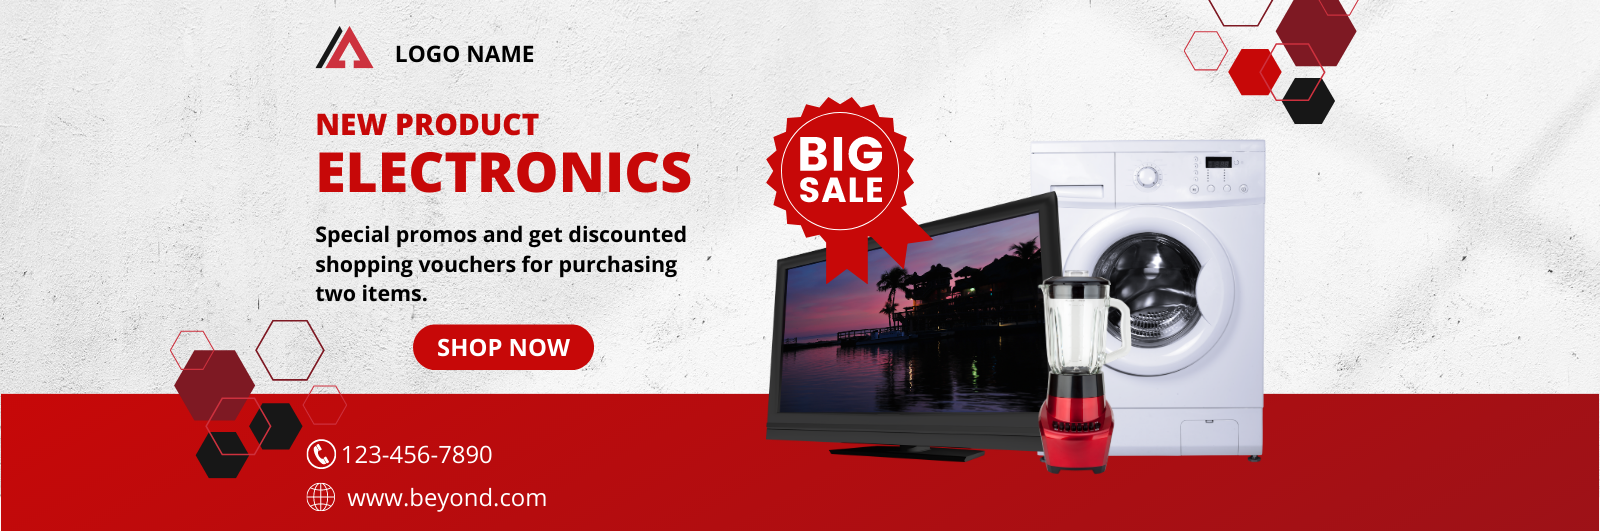 LOGO NAME
NEW PRODUCT
ELECTRONICS
Special promos and get discounted
shopping vouchers for purchasing
two items.
SHOP NOW
123-456-7890
www.beyond.com
BIG
SALE